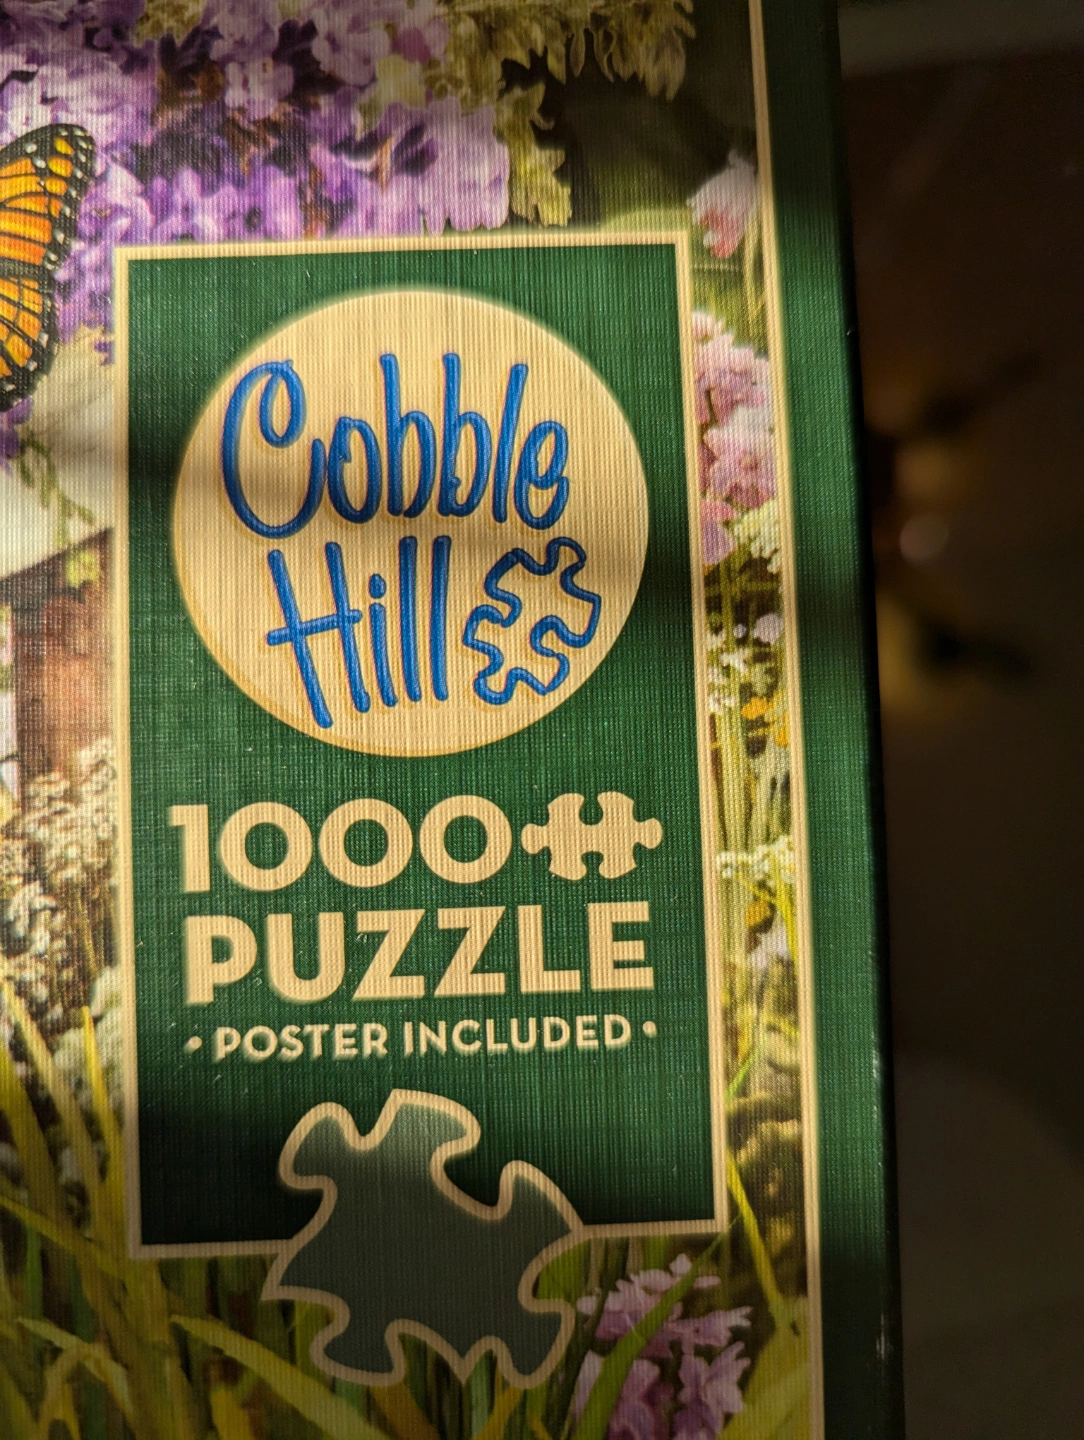 Cobble
Hill
1000
PUZZLE
• POSTER INCLUDED •